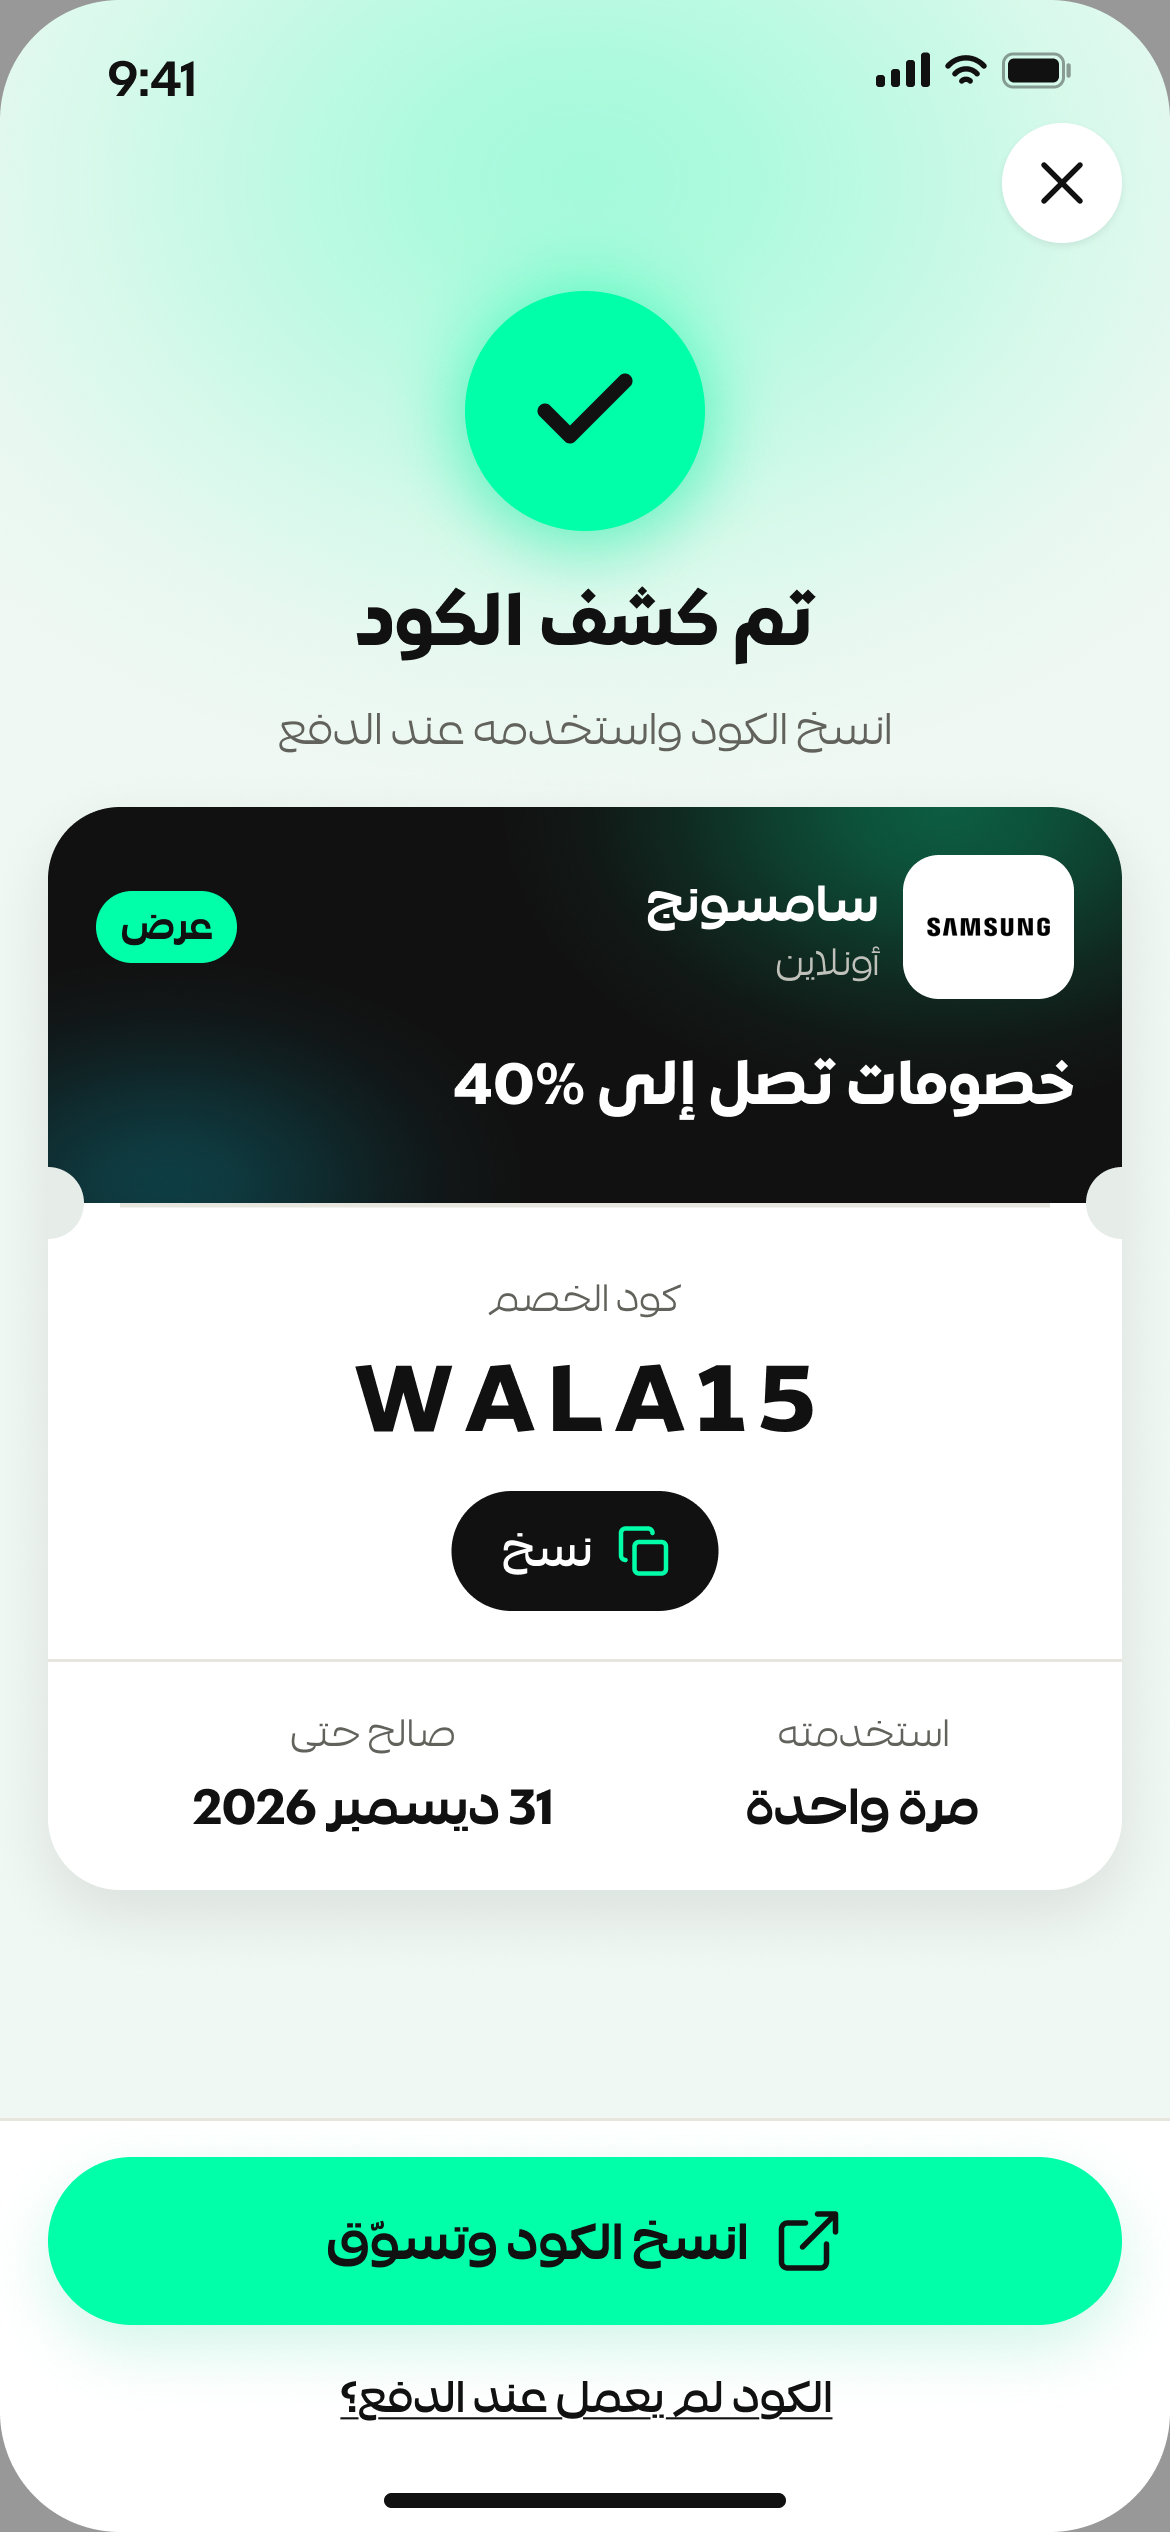 9:41
تم كشف الكود
انسخ الكود واستخدمه عند الدفع
SAMSUNG
سامسونج
أونلاين
عرض
خصومات تصل إلى 40%
كود الخصم
WALA15
نسخ
استخدمته
مرة واحدة
صالح حتى
31 ديسمبر 2026
انسخ الكود وتسوّق
الكود لم يعمل عند الدفع؟